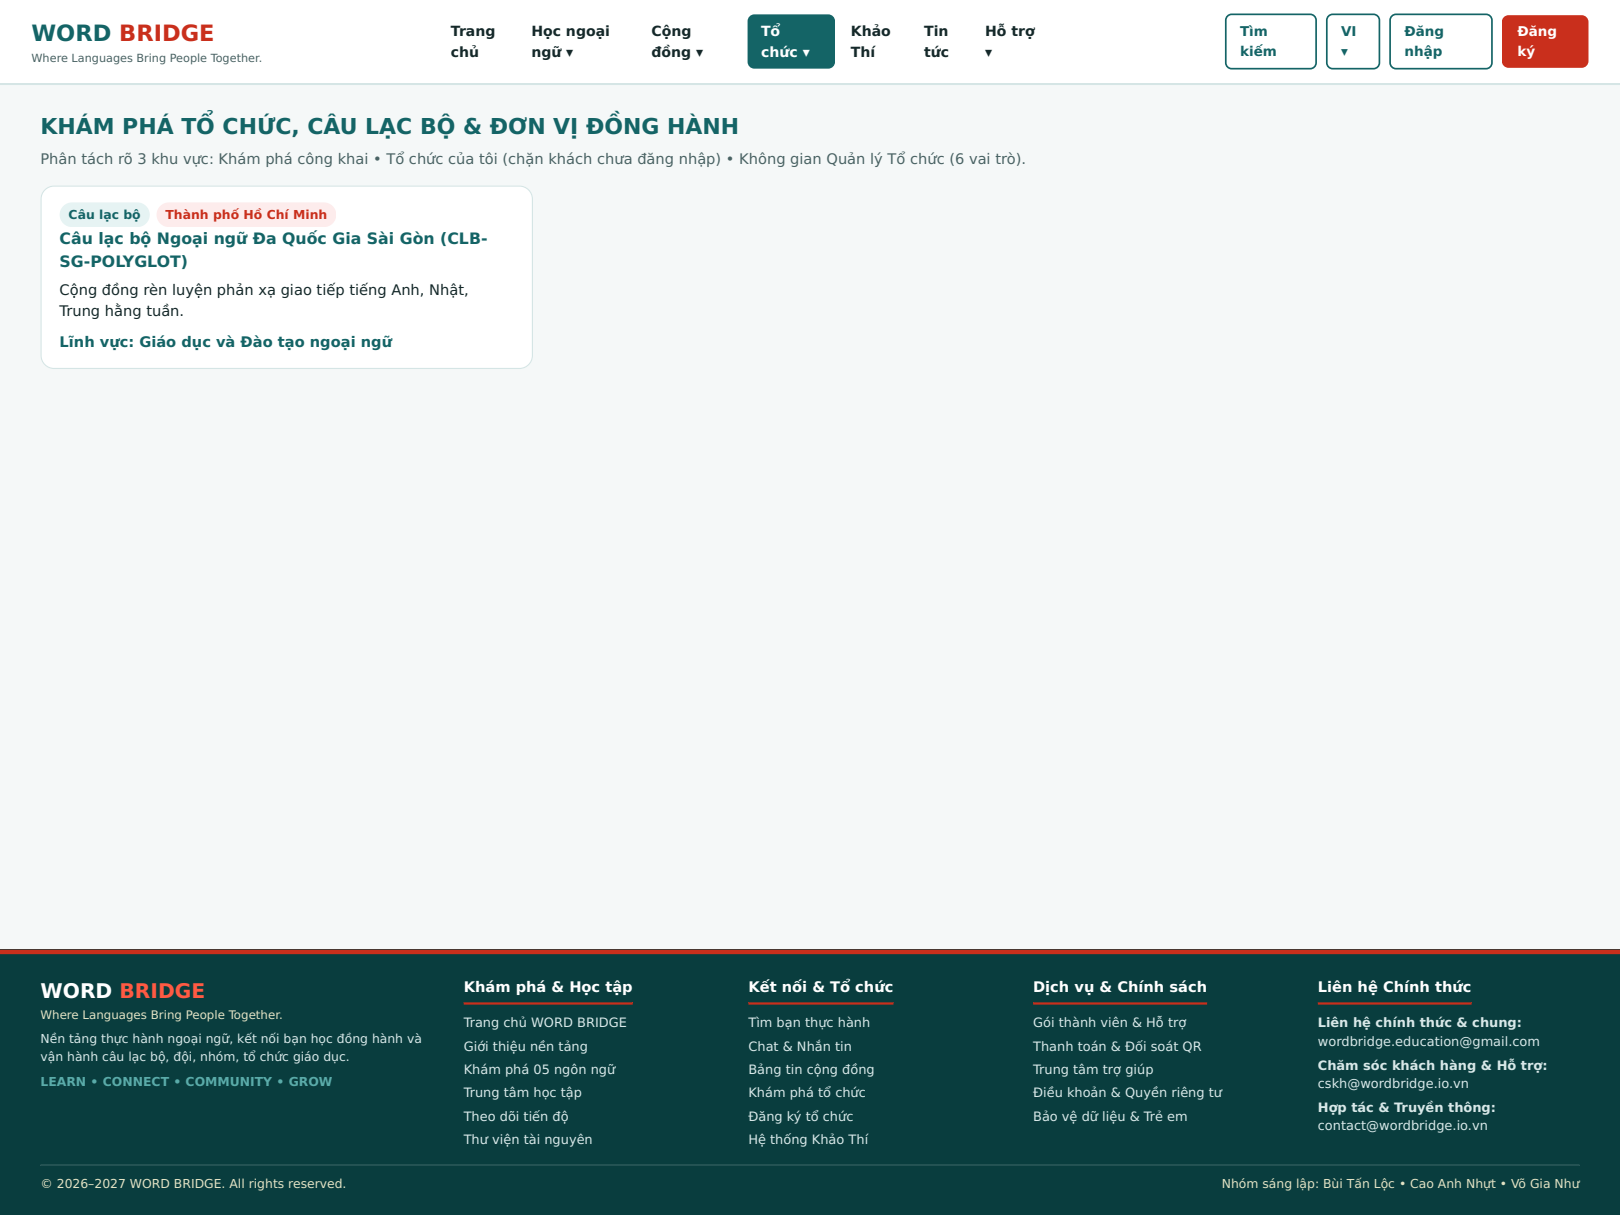 WORD BRIDGE
Where Languages Bring People Together.
Trang chủ
Học ngoại ngữ ▾
Cộng đồng ▾
Tổ chức ▾
Khảo Thí
Tin tức
Hỗ trợ ▾
Tìm kiếm
VI ▾
Đăng nhập
Đăng ký
KHÁM PHÁ TỔ CHỨC, CÂU LẠC BỘ & ĐƠN VỊ ĐỒNG HÀNH
Phân tách rõ 3 khu vực: Khám phá công khai • Tổ chức của tôi (chặn khách chưa đăng nhập) • Không gian Quản lý Tổ chức (6 vai trò).
Câu lạc bộ
Thành phố Hồ Chí Minh
Câu lạc bộ Ngoại ngữ Đa Quốc Gia Sài Gòn (CLB-
SG-POLYGLOT)
Cộng đồng rèn luyện phản xạ giao tiếp tiếng Anh, Nhật,
Trung hằng tuần.
Lĩnh vực: Giáo dục và Đào tạo ngoại ngữ
WORD BRIDGE
Where Languages Bring People Together.
Nền tảng thực hành ngoại ngữ, kết nối bạn học đồng hành và
vận hành câu lạc bộ, đội, nhóm, tổ chức giáo dục.
LEARN • CONNECT • COMMUNITY • GROW
Khám phá & Học tập
Trang chủ WORD BRIDGE
Giới thiệu nền tảng
Khám phá 05 ngôn ngữ
Trung tâm học tập
Theo dõi tiến độ
Thư viện tài nguyên
Kết nối & Tổ chức
Tìm bạn thực hành
Chat & Nhắn tin
Bảng tin cộng đồng
Khám phá tổ chức
Đăng ký tổ chức
Hệ thống Khảo Thí
Dịch vụ & Chính sách
Gói thành viên & Hỗ trợ
Thanh toán & Đối soát QR
Trung tâm trợ giúp
Điều khoản & Quyền riêng tư
Bảo vệ dữ liệu & Trẻ em
Liên hệ Chính thức
Liên hệ chính thức & chung:
wordbridge.education@gmail.com
Chăm sóc khách hàng & Hỗ trợ:
cskh@wordbridge.io.vn
Hợp tác & Truyền thông:
contact@wordbridge.io.vn
© 2026–2027 WORD BRIDGE. All rights reserved.
Nhóm sáng lập: Bùi Tấn Lộc • Cao Anh Nhựt • Võ Gia Như